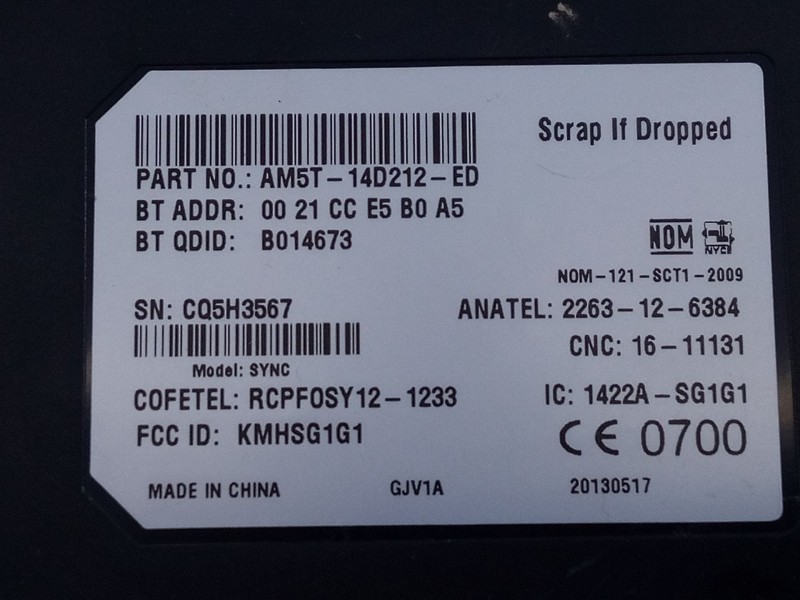 Scrap If Dropped
PART NO.: AM5T-14D212-ED
BT ADDR: 00 21 CC E5 B0 A5
BT QDID: B014673
NOM NYCE
NOM-121-SCT1-2009
SN: CQ5H3567
ANATEL: 2263-12-6384
CNC: 16-11131
Model: SYNC
COFETEL: RCPFOSY12-1233
IC: 1422A-SG1G1
FCC ID: KMHSG1G1
CE 0700
MADE IN CHINA GJV1A 20130517